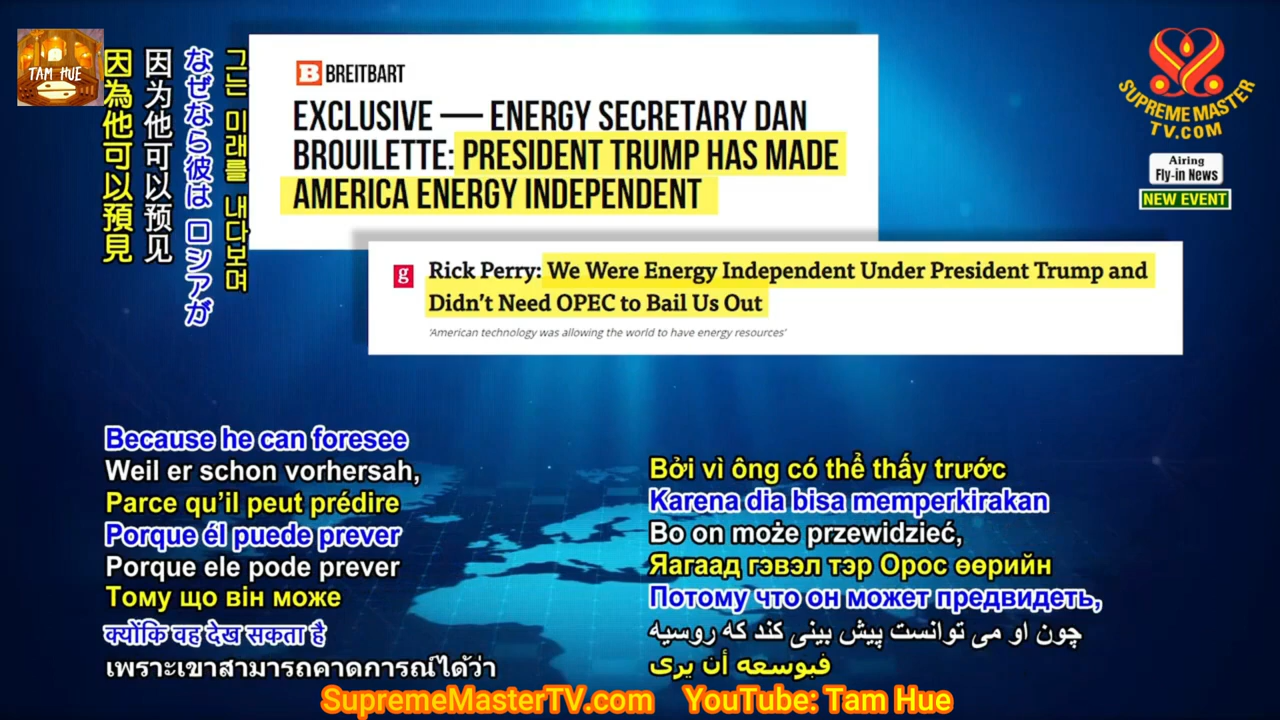 TAM HUE
因為他可以預見
因为他可以预见
なぜなら彼は ロシアが
그는 미래를 내다보며
B BREITBART
EXCLUSIVE — ENERGY SECRETARY DAN
BROUILETTE: PRESIDENT TRUMP HAS MADE
AMERICA ENERGY INDEPENDENT
g
Rick Perry: We Were Energy Independent Under President Trump and
Didn't Need OPEC to Bail Us Out
'American technology was allowing the world to have energy resources'
SUPREME MASTER
TV.COM
Airing
Fly-in News
NEW EVENT
Because he can foresee
Weil er schon vorhersah,
Parce qu'il peut prédire
Porque él puede prever
Porque ele pode prever
Тому що він може
क्योंकि वह देख सकता है
เพราะเขาสามารถคาดการณ์ได้ว่า
Bởi vì ông có thể thấy trước
Karena dia bisa memperkirakan
Bo on może przewidzieć,
Яагаад гэвэл тэр Орос өөрийн
Потому что он может предвидеть,
چون او می توانست پیش بینی کند که روسیه
فبوسعه أن يرى
SupremeMasterTV.com YouTube: Tam Hue